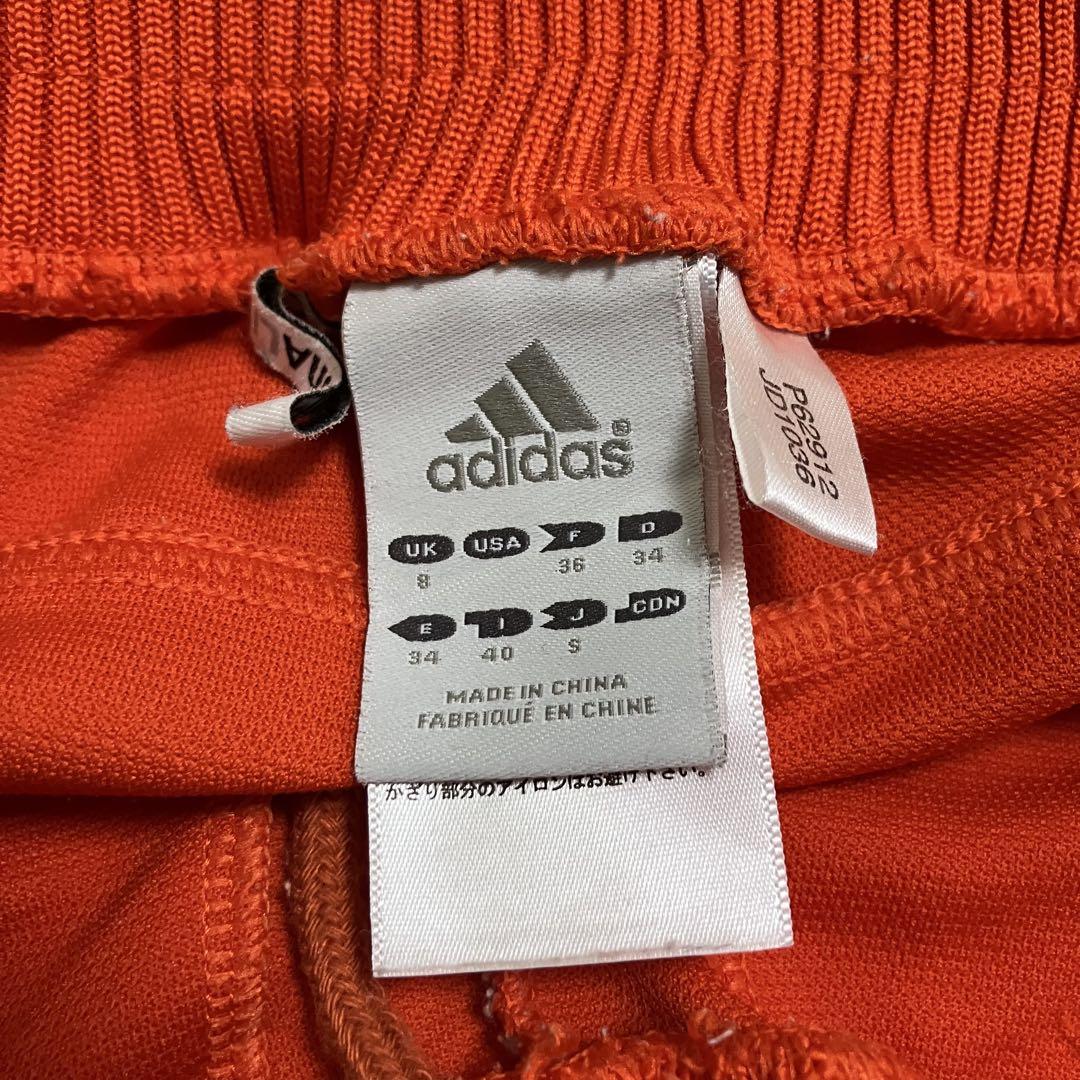 adidas®
UK USA F D
8 36 34
E I J CDN
34 40 S
MADE IN CHINA
FABRIQUÉ EN CHINE
かざり部分のアイロンはお避け下さい。
P62912
JD1036